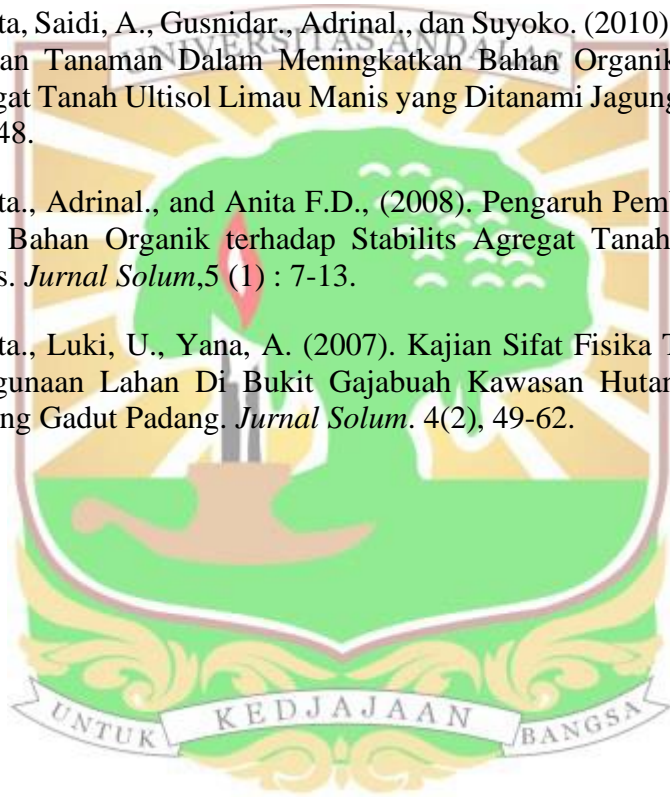 ta, Saidi, A., Gusnidar., Adrinal., dan Suyoko. (2010)
UNIVERSITAS ANDALAS
an Tanaman Dalam Meningkatkan Bahan Organik
gat Tanah Ultisol Limau Manis yang Ditanami Jagung
48.
ta., Adrinal., and Anita F.D., (2008). Pengaruh Pem
Bahan Organik terhadap Stabilits Agregat Tanah
s. Jurnal Solum,5 (1) : 7-13.
ta., Luki, U., Yana, A. (2007). Kajian Sifat Fisika T
gunaan Lahan Di Bukit Gajabuah Kawasan Hutan
ng Gadut Padang. Jurnal Solum. 4(2), 49-62.
UNTUK KEDJAJAAN BANGSA